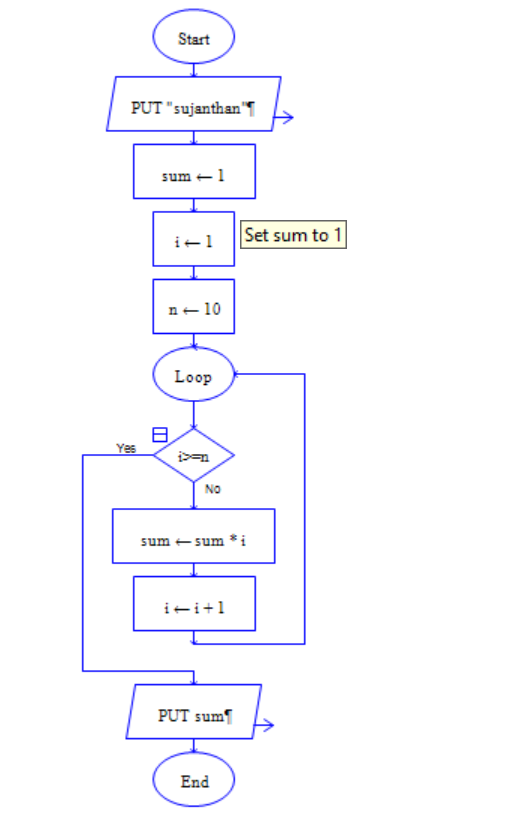 Start
PUT "sujanthan"¶
sum ← 1
i ← 1
Set sum to 1
n ← 10
Loop
Yes
i>=n
No
sum ← sum * i
i ← i + 1
PUT sum¶
End